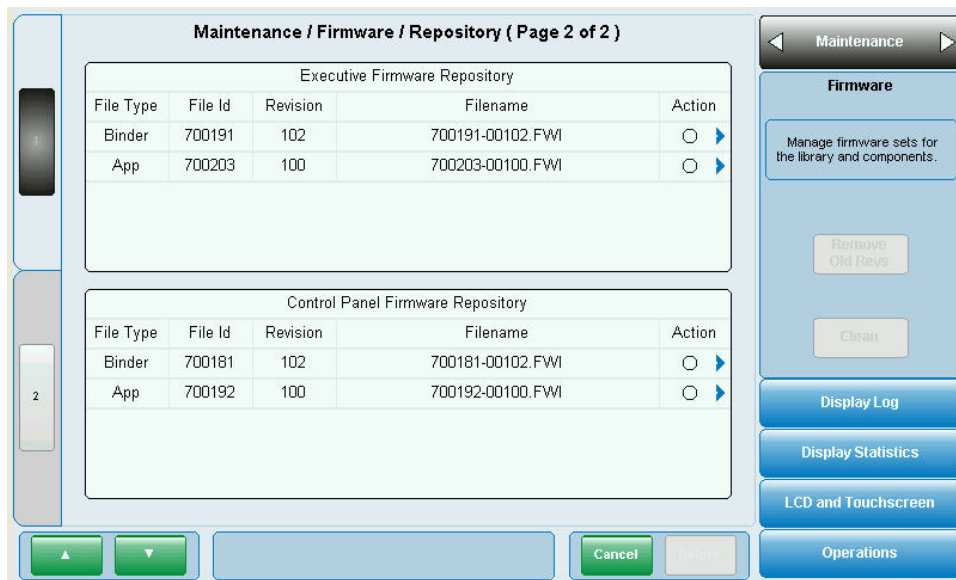 Maintenance / Firmware / Repository ( Page 2 of 2 )
1
2
Executive Firmware Repository
File Type File Id Revision Filename Action
Binder 700191 102 700191-00102.FWI
App 700203 100 700203-00100.FWI
Control Panel Firmware Repository
File Type File Id Revision Filename Action
Binder 700181 102 700181-00102.FWI
App 700192 100 700192-00100.FWI
Cancel
Maintenance
Firmware
Manage firmware sets for
the library and components.
Remove
Old Revs
Clean
Display Log
Display Statistics
LCD and Touchscreen
Operations